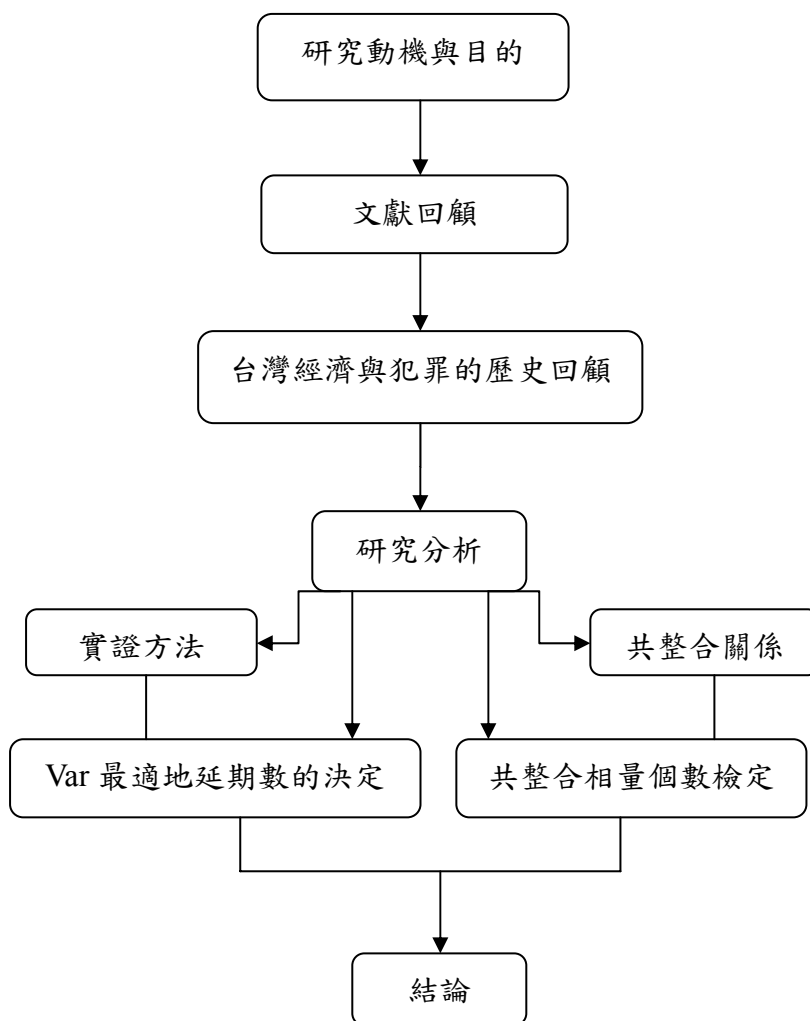 研究動機與目的
文獻回顧
台灣經濟與犯罪的歷史回顧
研究分析
實證方法
共整合關係
Var 最適地延期數的決定
共整合相量個數檢定
結論